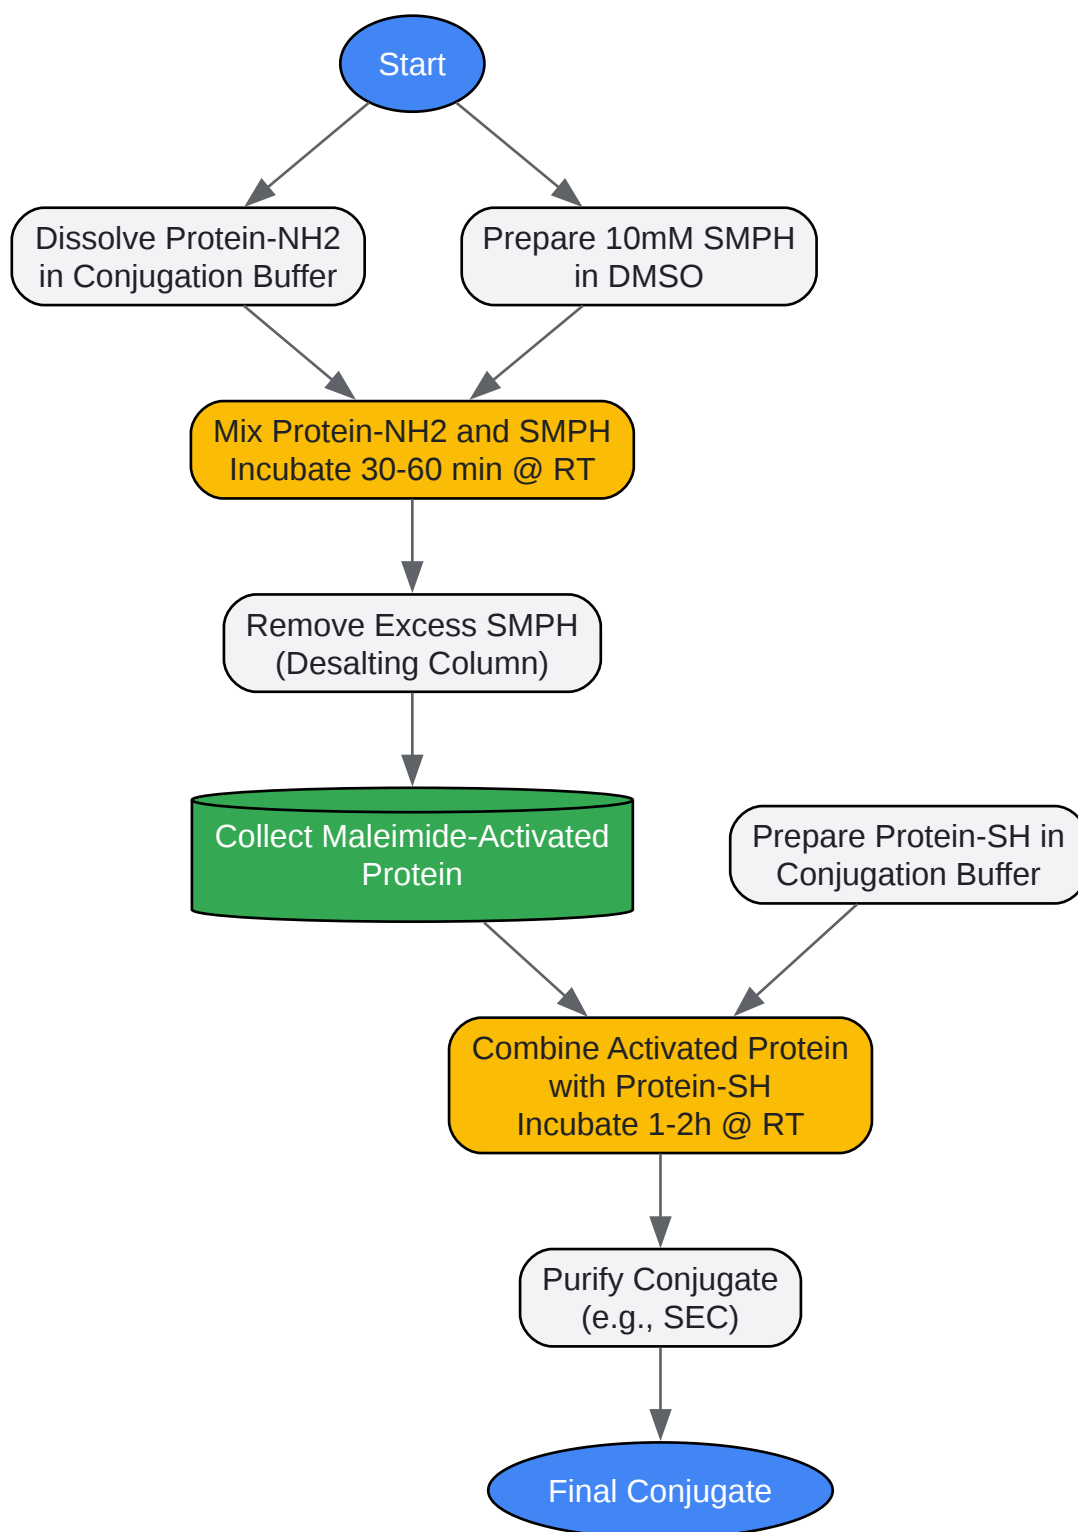 Start
Dissolve Protein-NH2
in Conjugation Buffer
Prepare 10mM SMPH
in DMSO
Mix Protein-NH2 and SMPH
Incubate 30-60 min @ RT
Remove Excess SMPH
(Desalting Column)
Collect Maleimide-Activated
Protein
Prepare Protein-SH in
Conjugation Buffer
Combine Activated Protein
with Protein-SH
Incubate 1-2h @ RT
Purify Conjugate
(e.g., SEC)
Final Conjugate